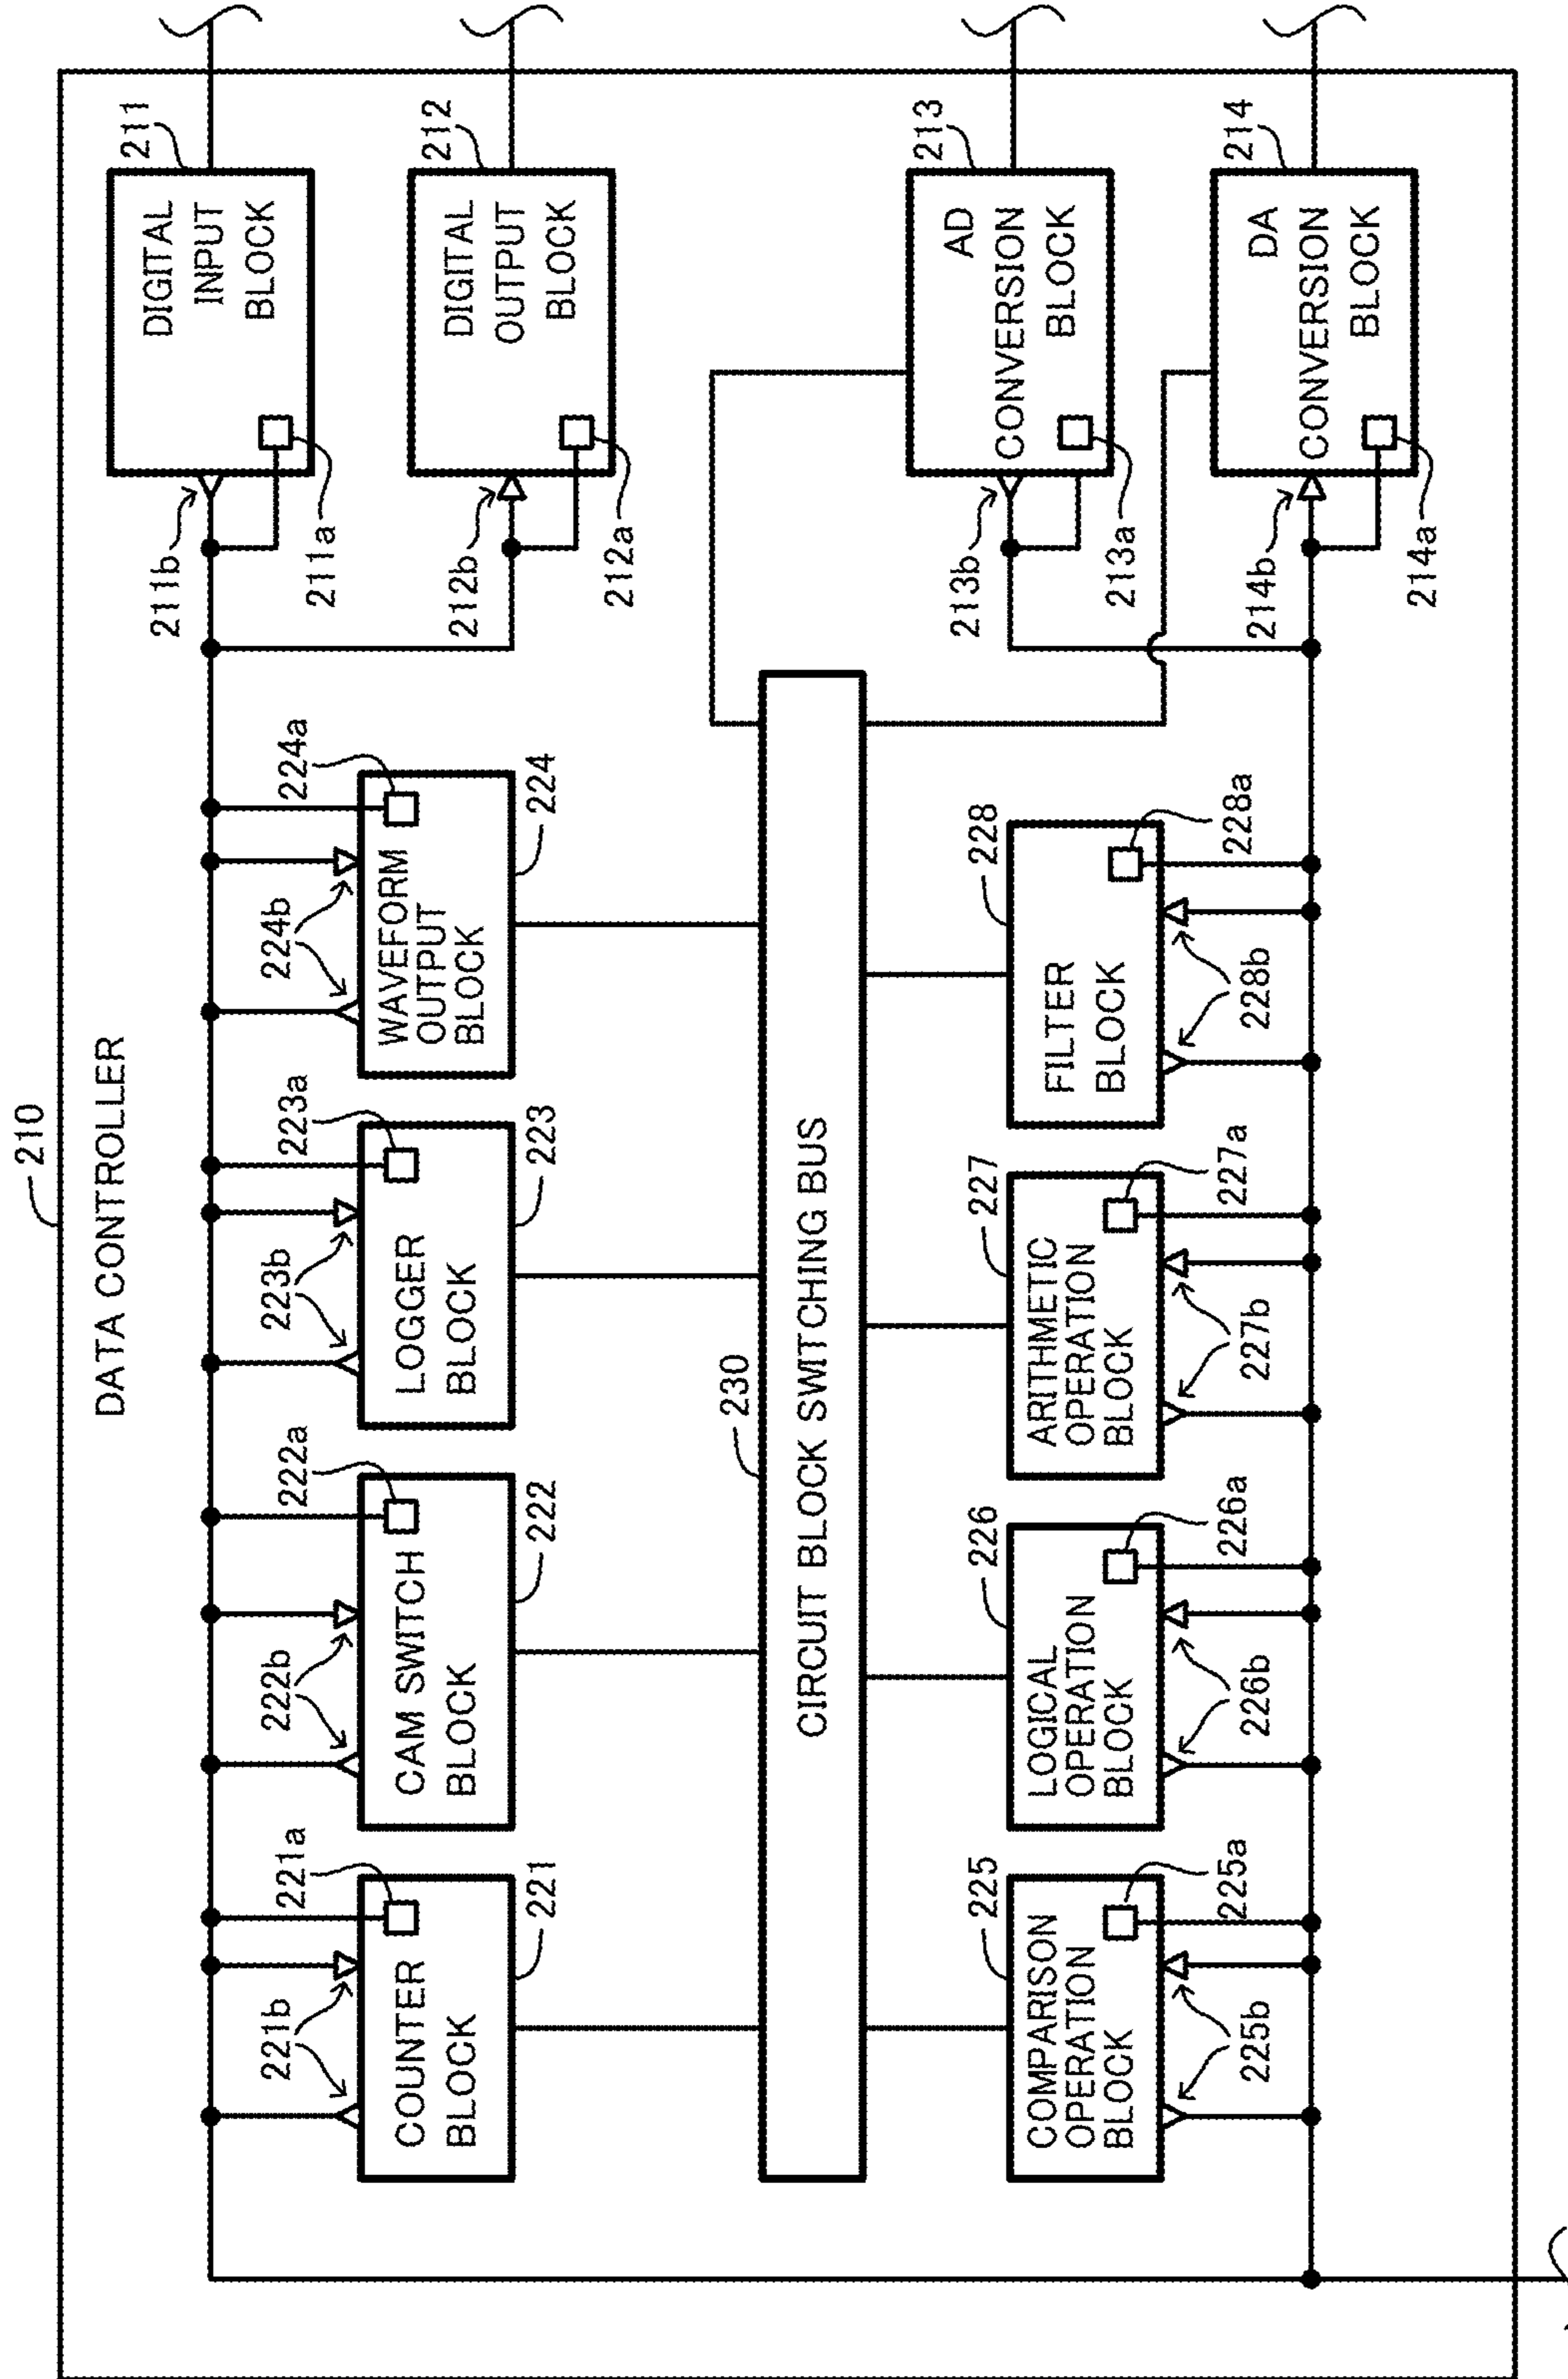 210
DATA CONTROLLER
221b
221a
COUNTER
BLOCK
221
222b
222a
CAM SWITCH
BLOCK
222
223b
223a
LOGGER
BLOCK
223
224b
224a
WAVEFORM
OUTPUT
BLOCK
224
211b
211a
DIGITAL
INPUT
BLOCK
211
212b
212a
DIGITAL
OUTPUT
BLOCK
212
230
CIRCUIT BLOCK SWITCHING BUS
225
COMPARISON
OPERATION
BLOCK
225a
225b
226
LOGICAL
OPERATION
BLOCK
226a
226b
227
ARITHMETIC
OPERATION
BLOCK
227a
227b
228
FILTER
BLOCK
228a
228b
213b
213a
AD
CONVERSION
BLOCK
213
214b
214a
DA
CONVERSION
BLOCK
214